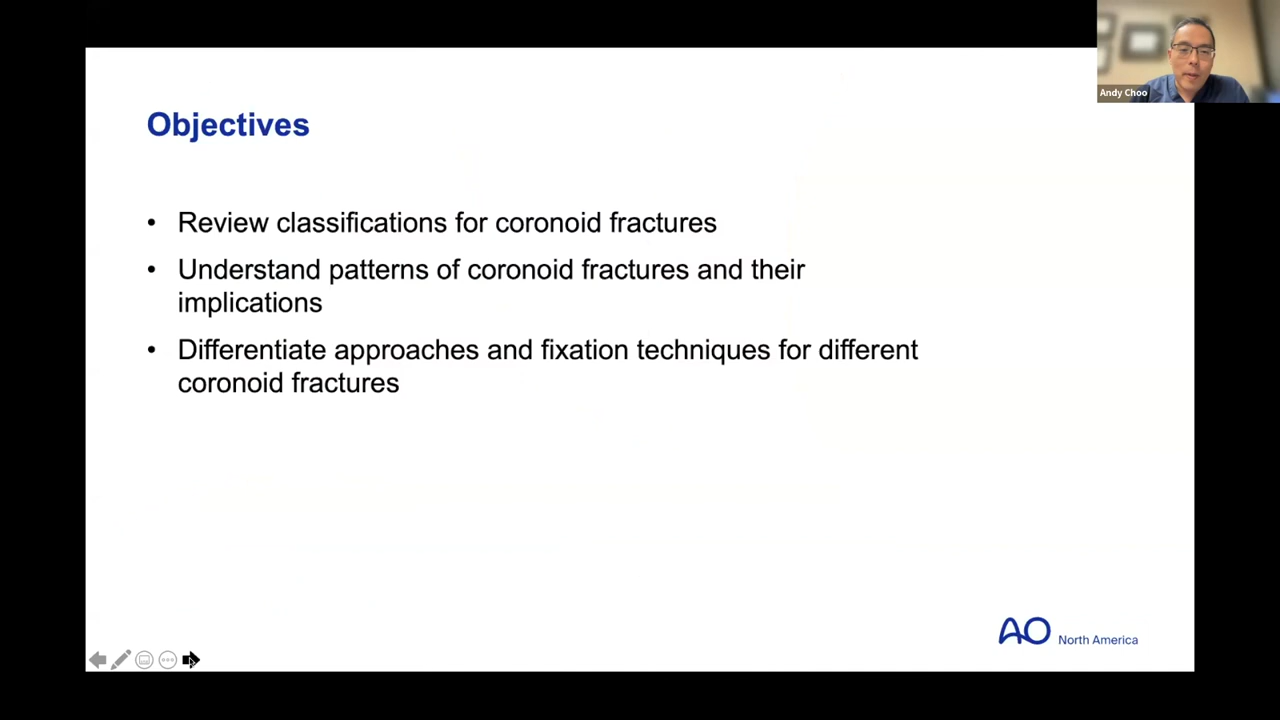 Andy Choo
Objectives
• Review classifications for coronoid fractures
• Understand patterns of coronoid fractures and their
implications
• Differentiate approaches and fixation techniques for different
coronoid fractures
AO North America